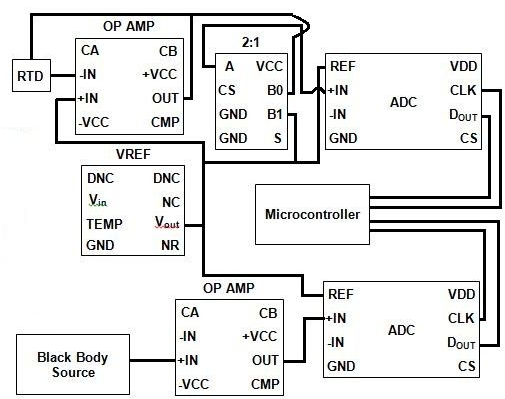 OP AMP
CA CB
-IN +VCC
+IN OUT
-VCC CMP
RTD
2:1
A VCC
CS B0
GND B1
GND S
REF VDD
+IN CLK
-IN DOUT
GND CS
ADC
VREF
DNC DNC
Vin NC
TEMP Vout
GND NR
Microcontroller
OP AMP
CA CB
-IN +VCC
+IN OUT
-VCC CMP
Black Body
Source
REF VDD
+IN CLK
-IN DOUT
GND CS
ADC